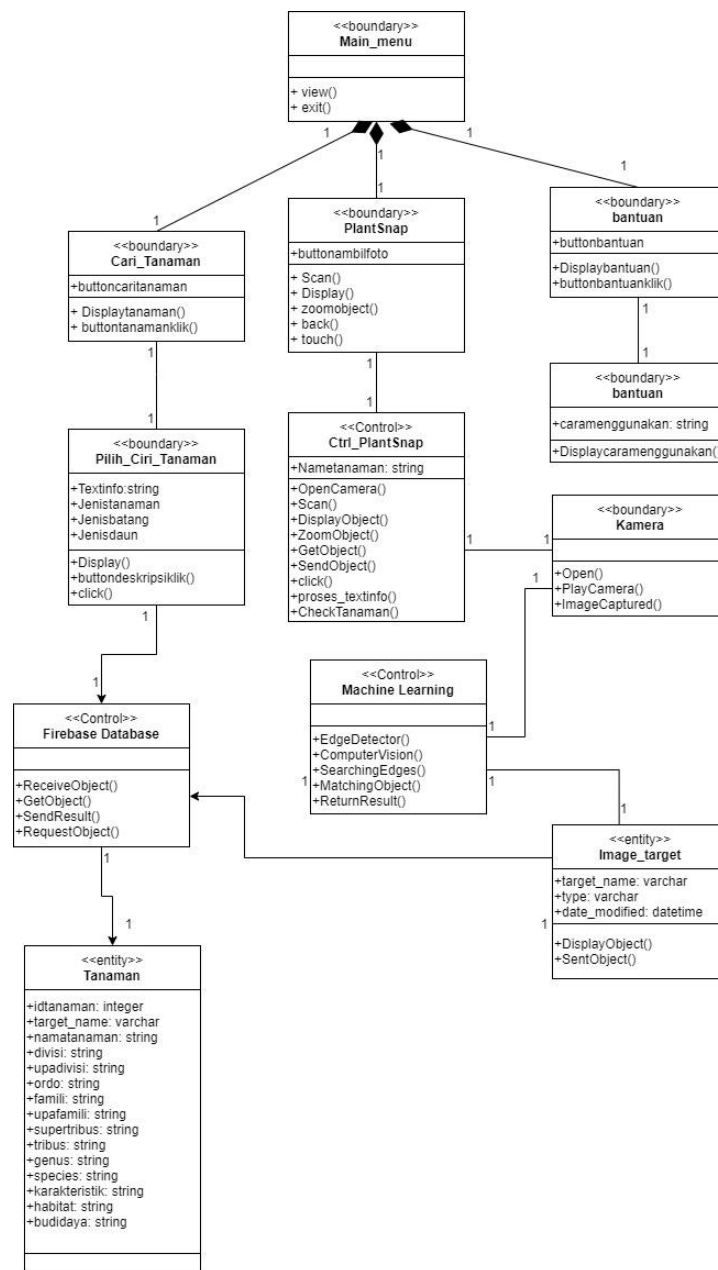 <<boundary>>
Main_menu
+ view()
+ exit()
1
1
1
1
1
1
<<boundary>>
Cari_Tanaman
+buttoncaritanaman
+ Displaytanaman()
+ buttontanamanklik()
<<boundary>>
PlantSnap
+buttonambilfoto
+ Scan()
+ Display()
+ zoomobject()
+ back()
+ touch()
<<boundary>>
bantuan
+buttonbantuan
+Displaybantuan()
+buttonbantuanklik()
1
1
1
1
1
1
<<boundary>>
Pilih_Ciri_Tanaman
+Textinfo:string
+Jenistanaman
+Jenisbatang
+Jenisdaun
+Display()
+buttondeskripsiklik()
+click()
<<Control>>
Ctrl_PlantSnap
+Nametanaman: string
+OpenCamera()
+Scan()
+DisplayObject()
+ZoomObject()
+GetObject()
+SendObject()
+click()
+proses_textinfo()
+CheckTanaman()
<<boundary>>
bantuan
+caramenggunakan: string
+Displaycaramenggunakan()
1
1
<<boundary>>
Kamera
+Open()
+PlayCamera()
+ImageCaptured()
1
1
1
1
<<Control>>
Firebase Database
+ReceiveObject()
+GetObject()
+SendResult()
+RequestObject()
<<Control>>
Machine Learning
+EdgeDetector()
+ComputerVision()
+SearchingEdges()
+MatchingObject()
+ReturnResult()
1
1
1
1
<<entity>>
Image_target
+target_name: varchar
+type: varchar
+date_modified: datetime
+DisplayObject()
+SentObject()
1
1
1
<<entity>>
Tanaman
+idtanaman: integer
+target_name: varchar
+namatanaman: string
+divisi: string
+upadivisi: string
+ordo: string
+famili: string
+upafamili: string
+supertribus: string
+tribus: string
+genus: string
+species: string
+karakteristik: string
+habitat: string
+budidaya: string